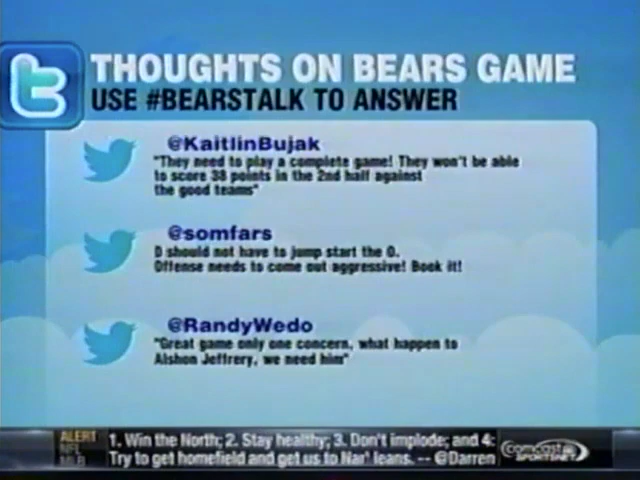 THOUGHTS ON BEARS GAME
USE #BEARSTALK TO ANSWER
@KaitlinBujak
"They need to play a complete game! They won't be able
to score 38 points in the 2nd half against
the good teams"
@somfars
D should not have to jump start the O.
Offense needs to come out aggressive! Book it!
@RandyWedo
"Great game only one concern, what happen to
Alshon Jeffrery, we need him"
ALERT
NFL
MLB
1. Win the North; 2. Stay healthy; 3. Don't implode; and 4:
Try to get homefield and get us to Nar' leans. -- @Darren
Comcast
SPORTSNET